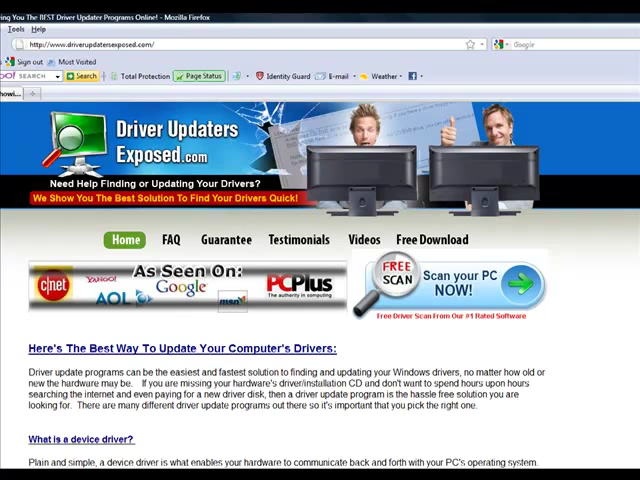 ing You The BEST Driver Updater Programs Online! - Mozilla Firefox
Tools Help
http://www.driverupdatersexposed.com/
Google
Sign out Most Visited
OO! SEARCH Search Total Protection Page Status Identity Guard E-mail Weather
howi...
Driver Updaters
Exposed.com
Need Help Finding or Updating Your Drivers?
We Show You The Best Solution To Find Your Drivers Quick!
Home FAQ Guarantee Testimonials Videos Free Download
As Seen On:
c|net YAHOO! AOL Google msn PCPlus
The authority in computing
FREE SCAN
Scan your PC
NOW!
Free Driver Scan From Our #1 Rated Software
Here's The Best Way To Update Your Computer's Drivers:
Driver update programs can be the easiest and fastest solution to finding and updating your Windows drivers, no matter how old or
new the hardware may be. If you are missing your hardware's driver/installation CD and don't want to spend hours upon hours
searching the internet and even paying for a new driver disk, then a driver update program is the hassle free solution you are
looking for. There are many different driver update programs out there so it's important that you pick the right one.
What is a device driver?
Plain and simple, a device driver is what enables your hardware to communicate back and forth with your PC's operating system.